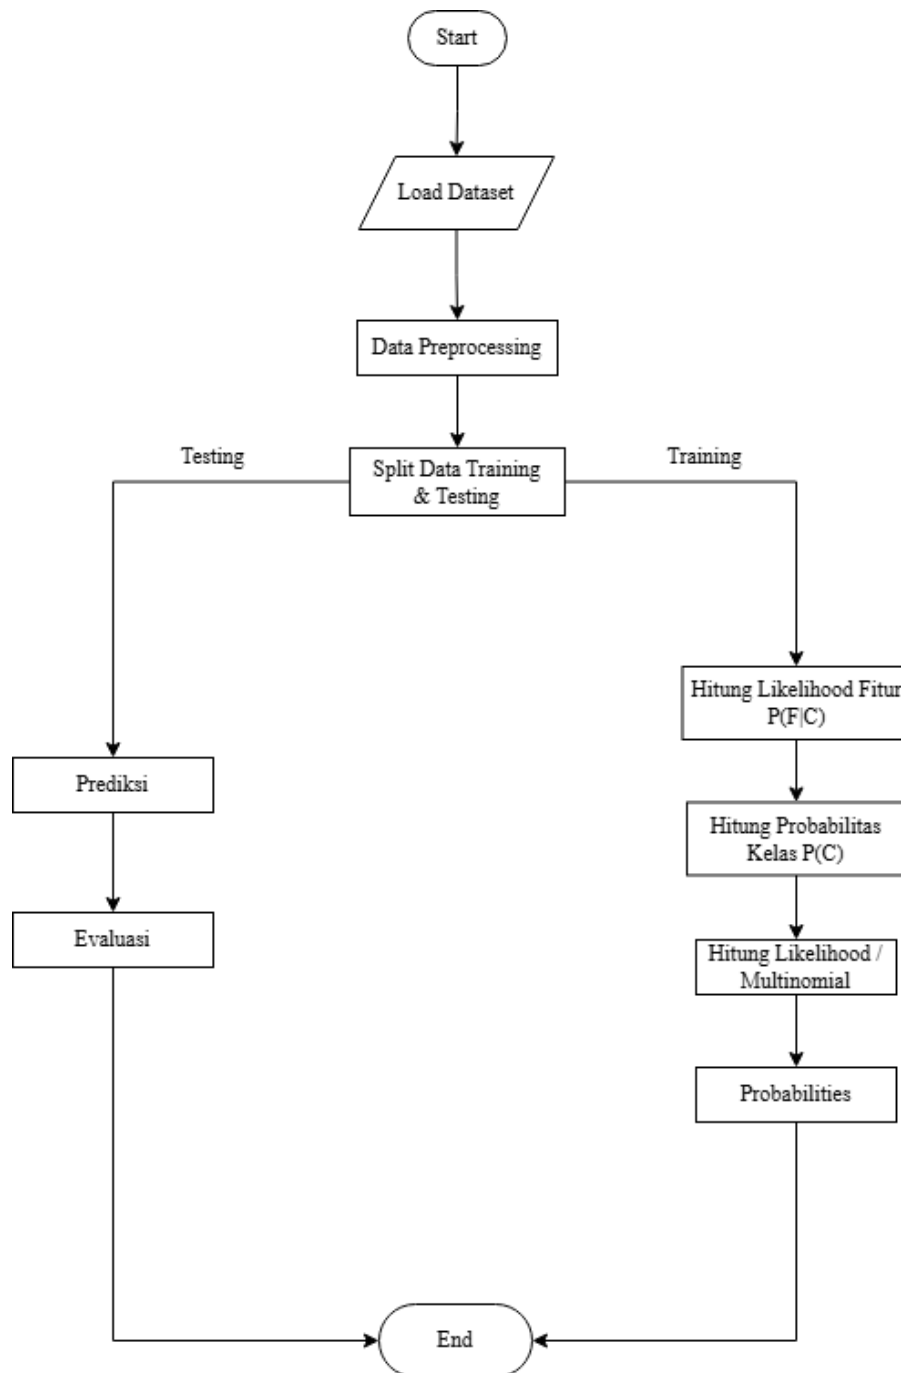 Start
Load Dataset
Data Preprocessing
Testing
Split Data Training
& Testing
Training
Hitung Likelihood Fitur
P(F|C)
Prediksi
Hitung Probabilitas
Kelas P(C)
Evaluasi
Hitung Likelihood /
Multinomial
Probabilities
End